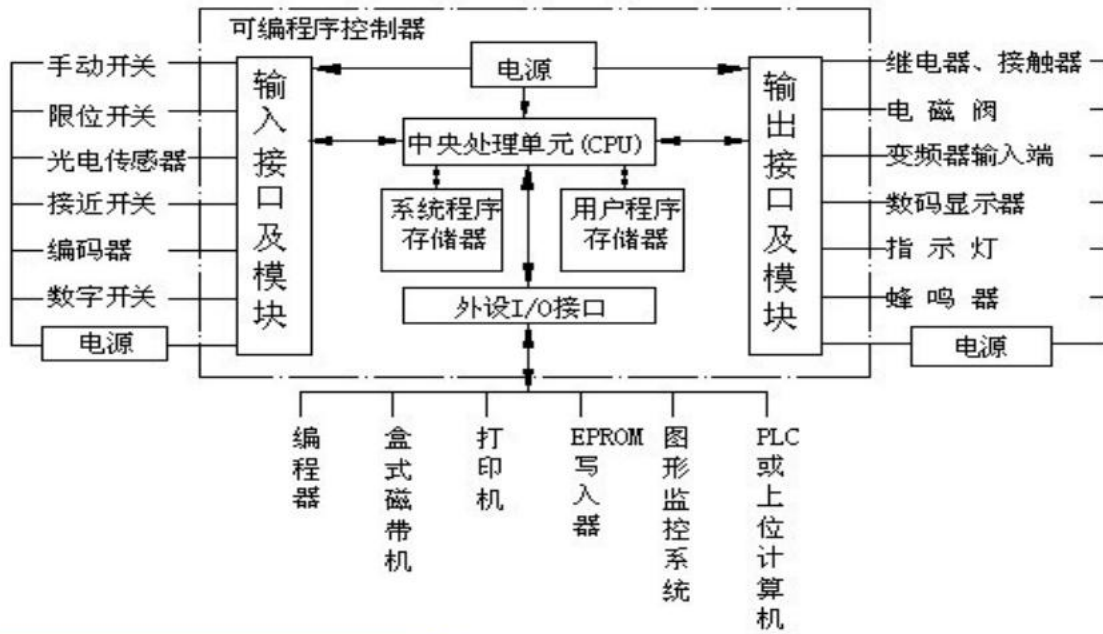 可编程序控制器
手动开关
限位开关
光电传感器
接近开关
编码器
数字开关
电源
输入接口及模块
电源
中央处理单元(CPU)
系统程序
存储器
用户程序
存储器
外设I/O接口
输出接口及模块
继电器、接触器
电磁阀
变频器输入端
数码显示器
指示灯
蜂鸣器
电源
编程器
盒式磁带机
打印机
EPROM写入器
图形监控系统
PLC或上位计算机